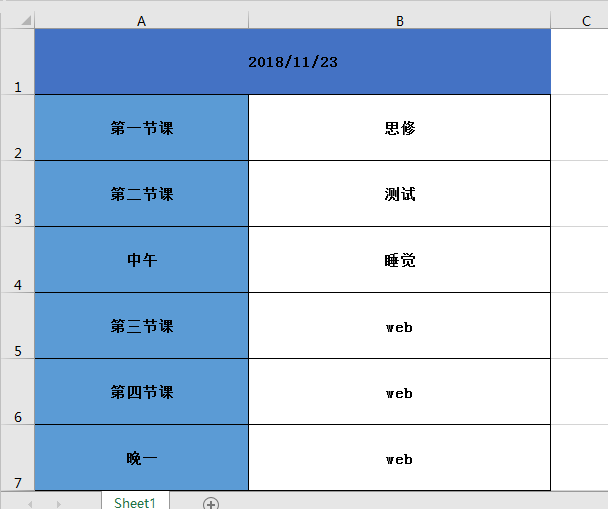 A B C
1 2018/11/23
2 第一节课 思修
3 第二节课 测试
4 中午 睡觉
5 第三节课 web
6 第四节课 web
7 晚一 web
Sheet1